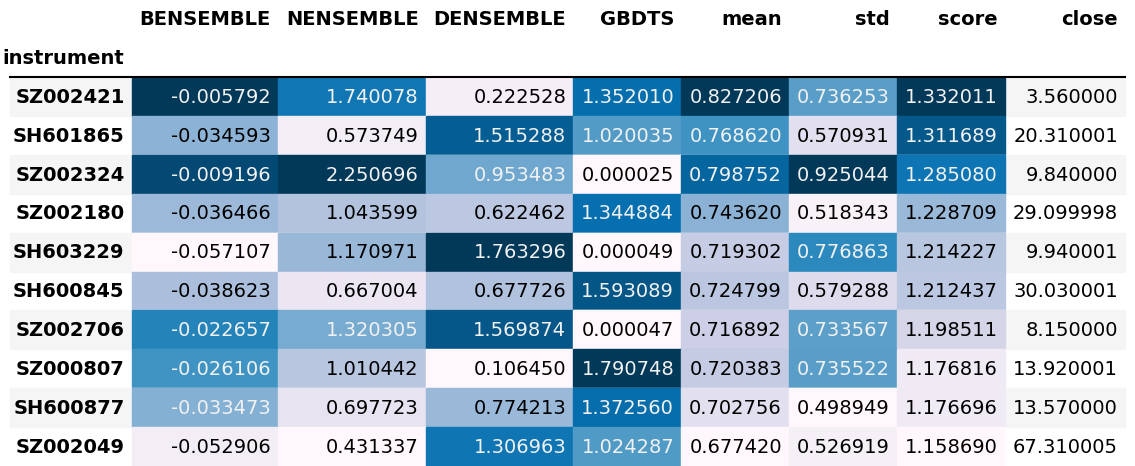 BENSEMBLE NENSEMBLE DENSEMBLE GBDTS mean std score close
instrument
SZ002421 -0.005792 1.740078 0.222528 1.352010 0.827206 0.736253 1.332011 3.560000
SH601865 -0.034593 0.573749 1.515288 1.020035 0.768620 0.570931 1.311689 20.310001
SZ002324 -0.009196 2.250696 0.953483 0.000025 0.798752 0.925044 1.285080 9.840000
SZ002180 -0.036466 1.043599 0.622462 1.344884 0.743620 0.518343 1.228709 29.099998
SH603229 -0.057107 1.170971 1.763296 0.000049 0.719302 0.776863 1.214227 9.940001
SH600845 -0.038623 0.667004 0.677726 1.593089 0.724799 0.579288 1.212437 30.030001
SZ002706 -0.022657 1.320305 1.569874 0.000047 0.716892 0.733567 1.198511 8.150000
SZ000807 -0.026106 1.010442 0.106450 1.790748 0.720383 0.735522 1.176816 13.920001
SH600877 -0.033473 0.697723 0.774213 1.372560 0.702756 0.498949 1.176696 13.570000
SZ002049 -0.052906 0.431337 1.306963 1.024287 0.677420 0.526919 1.158690 67.310005